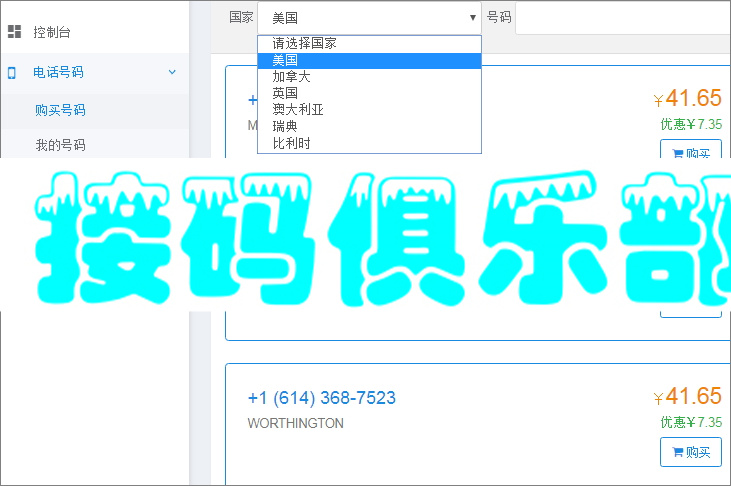 国家 美国 号码
请选择国家
美国
加拿大
英国
澳大利亚
瑞典
比利时
控制台
电话号码
购买号码
我的号码
+
M
¥41.65
优惠¥7.35
购买
接码俱乐部
+1 (614) 368-7523
WORTHINGTON
¥41.65
优惠¥7.35
购买